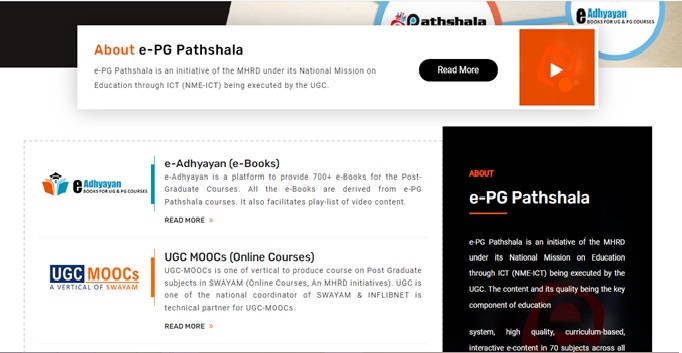 Pathshala
e Adhyayan
BOOKS FOR UG & PG COURSES
About e-PG Pathshala
e-PG Pathshala is an initiative of the MHRD under its National Mission on
Education through ICT (NME-ICT) being executed by the UGC.
Read More
e Adhyayan
BOOKS FOR UG & PG COURSES
e-Adhyayan (e-Books)
e-Adhyayan is a platform to provide 700+ e-Books for the Post-
Graduate Courses. All the e-Books are derived from e-PG
Pathshala courses. It also facilitates play-list of video content.
READ MORE »
UGC MOOCs
A VERTICAL OF SWAYAM
UGC MOOCs (Online Courses)
UGC-MOOCs is one of vertical to produce course on Post Graduate
subjects in SWAYAM (Online Courses, An MHRD initiatives). UGC is
one of the national coordinator of SWAYAM & INFLIBNET is
technical partner for UGC-MOOCs.
READ MORE »
ABOUT
e-PG Pathshala
e-PG Pathshala is an initiative of the MHRD
under its National Mission on Education
through ICT (NME-ICT) being executed by the
UGC. The content and its quality being the key
component of education
system, high quality, curriculum-based,
interactive e-content in 70 subjects across all